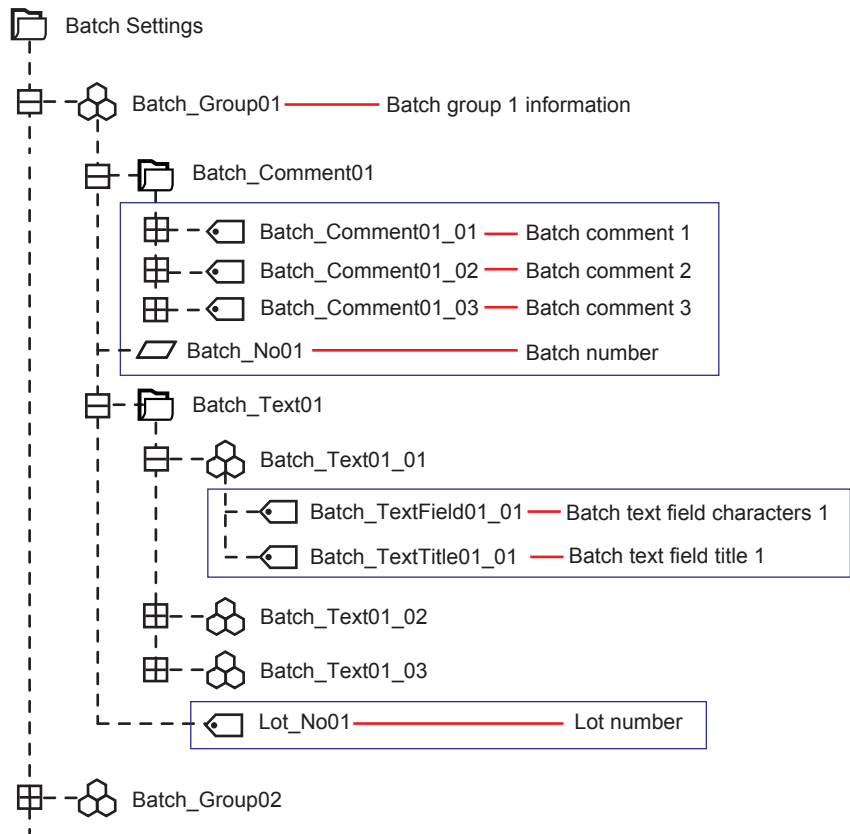 Batch Settings
Batch_Group01 Batch group 1 information
Batch_Comment01
Batch_Comment01_01 Batch comment 1
Batch_Comment01_02 Batch comment 2
Batch_Comment01_03 Batch comment 3
Batch_No01 Batch number
Batch_Text01
Batch_Text01_01
Batch_TextField01_01 Batch text field characters 1
Batch_TextTitle01_01 Batch text field title 1
Batch_Text01_02
Batch_Text01_03
Lot_No01 Lot number
Batch_Group02